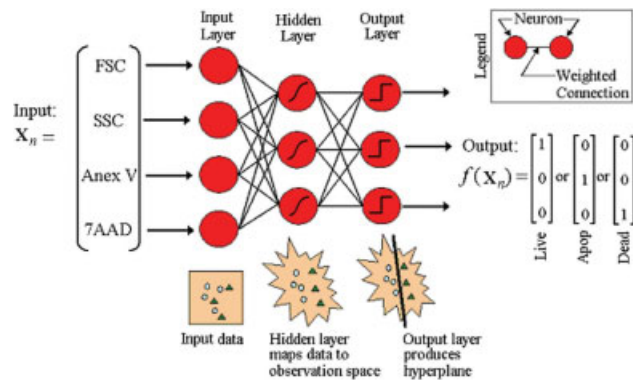 Input Layer
Hidden Layer
Output Layer
Legend
Neuron
Weighted Connection
Input:
X_n =
FSC
SSC
Anex V
7AAD
Output:
f(X_n) = [1 0 0] or [0 1 0] or [0 0 1]
Live
Apop
Dead
Input data
Hidden layer
maps data to
observation space
Output layer
produces
hyperplane